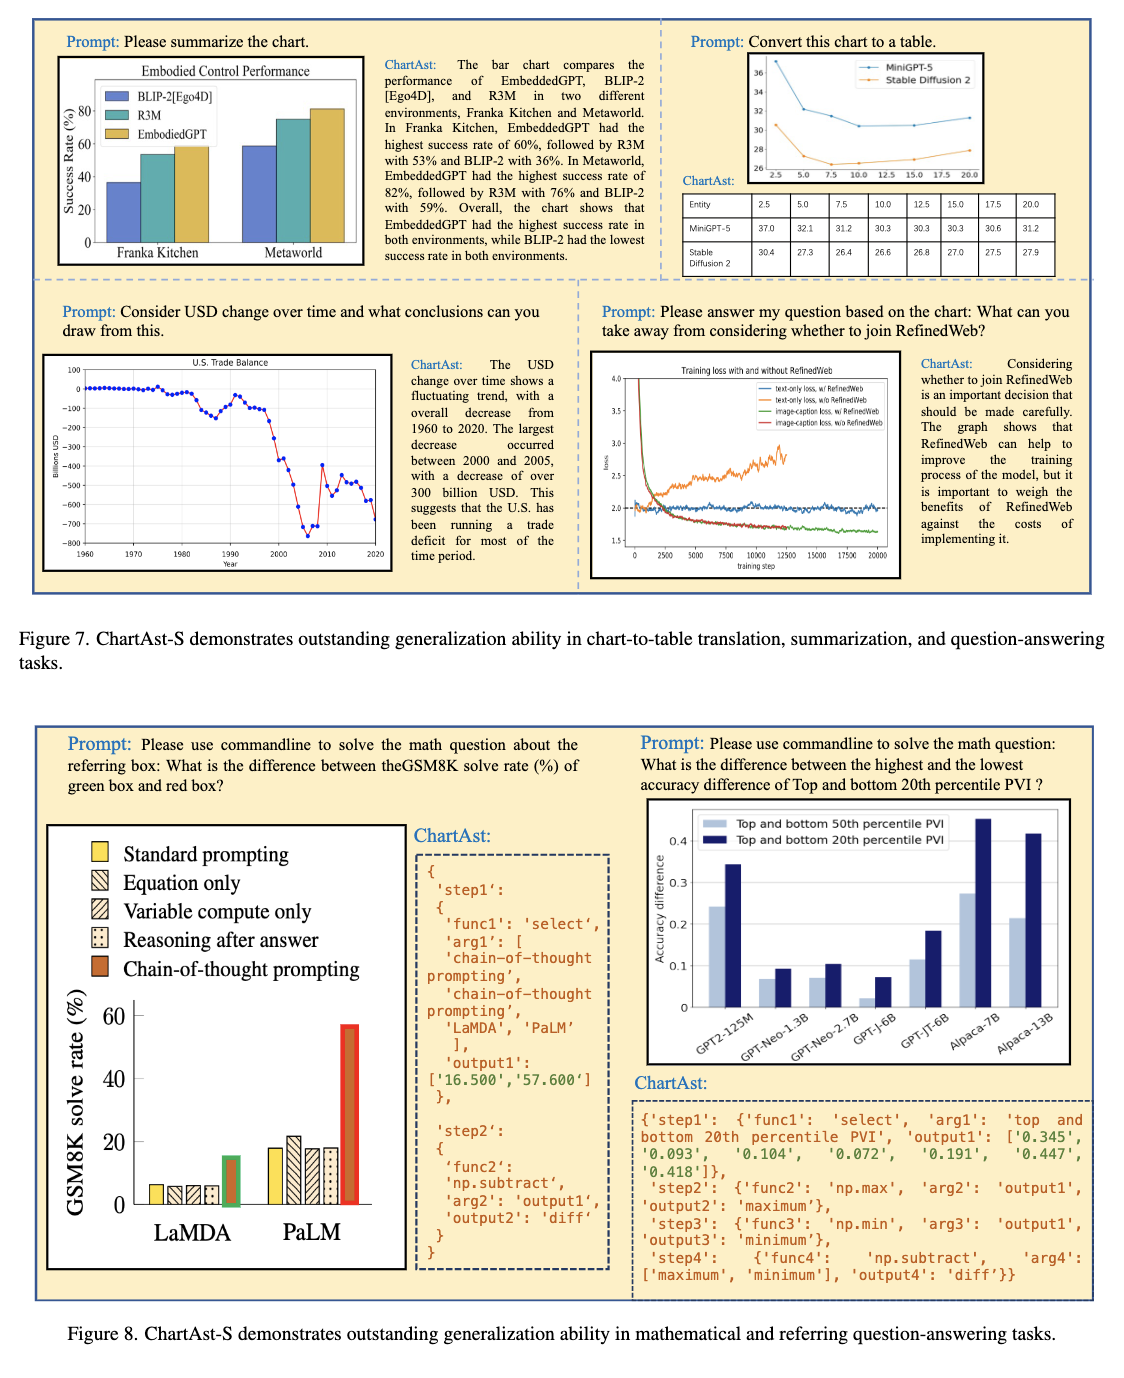 Prompt: Please summarize the chart.
Embodied Control Performance
BLIP-2[Ego4D]
R3M
EmbodiedGPT
Success Rate (%)
80
60
40
20
0
Franka Kitchen
Metaworld
ChartAst: The bar chart compares the
performance of EmbeddedGPT, BLIP-2
[Ego4D], and R3M in two different
environments, Franka Kitchen and Metaworld.
In Franka Kitchen, EmbeddedGPT had the
highest success rate of 60%, followed by R3M
with 53% and BLIP-2 with 36%. In Metaworld,
EmbeddedGPT had the highest success rate of
82%, followed by R3M with 76% and BLIP-2
with 59%. Overall, the chart shows that
EmbeddedGPT had the highest success rate in
both environments, while BLIP-2 had the lowest
success rate in both environments.
Prompt: Convert this chart to a table.
MiniGPT-5
Stable Diffusion 2
36
34
32
30
28
26
2.5 5.0 7.5 10.0 12.5 15.0 17.5 20.0
ChartAst:
Entity 2.5 5.0 7.5 10.0 12.5 15.0 17.5 20.0
MiniGPT-5 37.0 32.1 31.2 30.3 30.3 30.3 30.6 31.2
Stable Diffusion 2 30.4 27.3 26.4 26.6 26.8 27.0 27.5 27.9
Prompt: Consider USD change over time and what conclusions can you
draw from this.
U.S. Trade Balance
100
0
−100
−200
−300
−400
−500
−600
−700
−800
Billions USD
1960 1970 1980 1990 2000 2010 2020
Year
ChartAst: The USD
change over time shows a
fluctuating trend, with a
overall decrease from
1960 to 2020. The largest
decrease occurred
between 2000 and 2005,
with a decrease of over
300 billion USD. This
suggests that the U.S. has
been running a trade
deficit for most of the
time period.
Prompt: Please answer my question based on the chart: What can you
take away from considering whether to join RefinedWeb?
Training loss with and without RefinedWeb
text-only loss, w/ RefinedWeb
text-only loss, w/o RefinedWeb
image-caption loss, w/ RefinedWeb
image-caption loss, w/o RefinedWeb
4.0
3.5
3.0
2.5
2.0
1.5
loss
0 2500 5000 7500 10000 12500 15000 17500 20000
training step
ChartAst: Considering
whether to join RefinedWeb
is an important decision that
should be made carefully.
The graph shows that
RefinedWeb can help to
improve the training
process of the model, but it
is important to weigh the
benefits of RefinedWeb
against the costs of
implementing it.
Figure 7. ChartAst-S demonstrates outstanding generalization ability in chart-to-table translation, summarization, and question-answering
tasks.
Prompt: Please use commandline to solve the math question about the
referring box: What is the difference between theGSM8K solve rate (%) of
green box and red box?
Standard prompting
Equation only
Variable compute only
Reasoning after answer
Chain-of-thought prompting
GSM8K solve rate (%)
60
40
20
0
LaMDA
PaLM
ChartAst:
{
'step1‘:
{
'func1': 'select‘,
'arg1‘: [
'chain-of-thought
prompting’,
'chain-of-thought
prompting’,
'LaMDA', 'PaLM’
],
'output1':
['16.500','57.600‘]
},
'step2‘:
{
‘func2‘:
'np.subtract‘,
'arg2: 'output1‘,
'output2': 'diff‘
}
}
Prompt: Please use commandline to solve the math question:
What is the difference between the highest and the lowest
accuracy difference of Top and bottom 20th percentile PVI ?
Top and bottom 50th percentile PVI
Top and bottom 20th percentile PVI
Accuracy difference
0.4
0.3
0.2
0.1
0
GPT2-125M
GPT-Neo-1.3B
GPT-Neo-2.7B
GPT-J-6B
GPT-JT-6B
Alpaca-7B
Alpaca-13B
ChartAst:
{'step1': {'func1': 'select', 'arg1': 'top and
bottom 20th percentile PVI', 'output1': ['0.345',
'0.093', '0.104', '0.072', '0.191', '0.447',
'0.418']},
'step2': {'func2': 'np.max', 'arg2': 'output1',
'output2': 'maximum’},
'step3': {'func3': 'np.min', 'arg3': 'output1',
'output3': 'minimum’},
'step4': {'func4': 'np.subtract', 'arg4':
['maximum', 'minimum'], 'output4': 'diff’}}
Figure 8. ChartAst-S demonstrates outstanding generalization ability in mathematical and referring question-answering tasks.